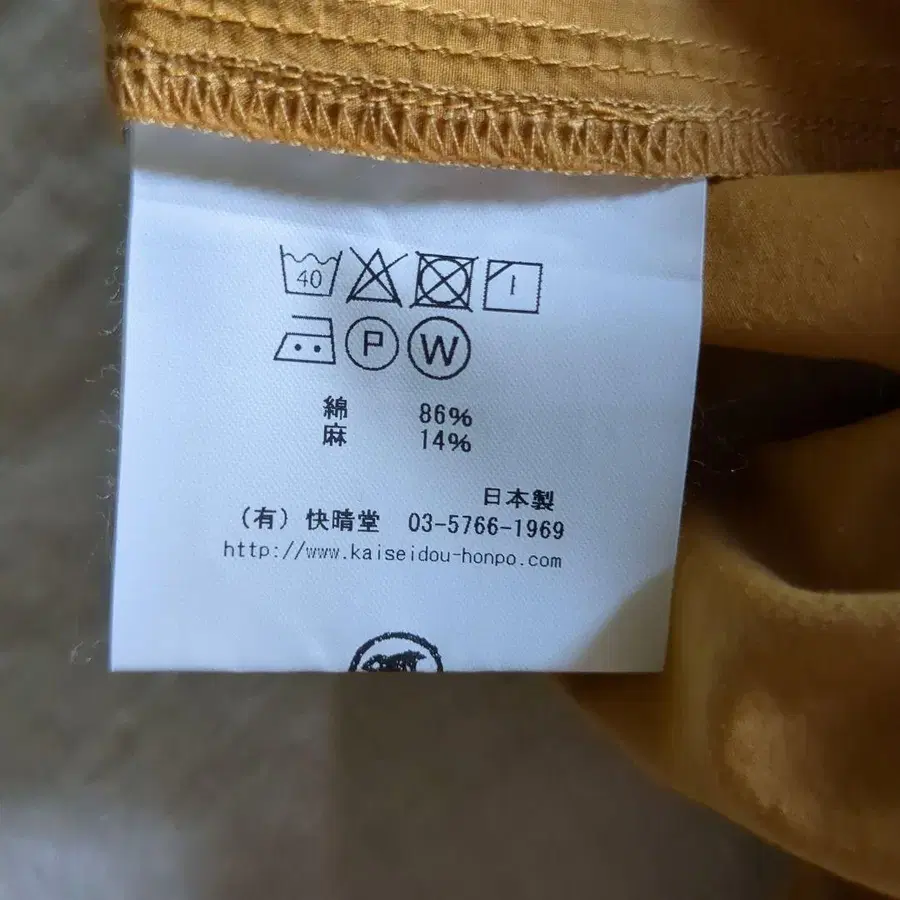 40
P W
綿 86%
麻 14%
日本製
(有) 快晴堂 03-5766-1969
http://www.kaiseidou-honpo.com